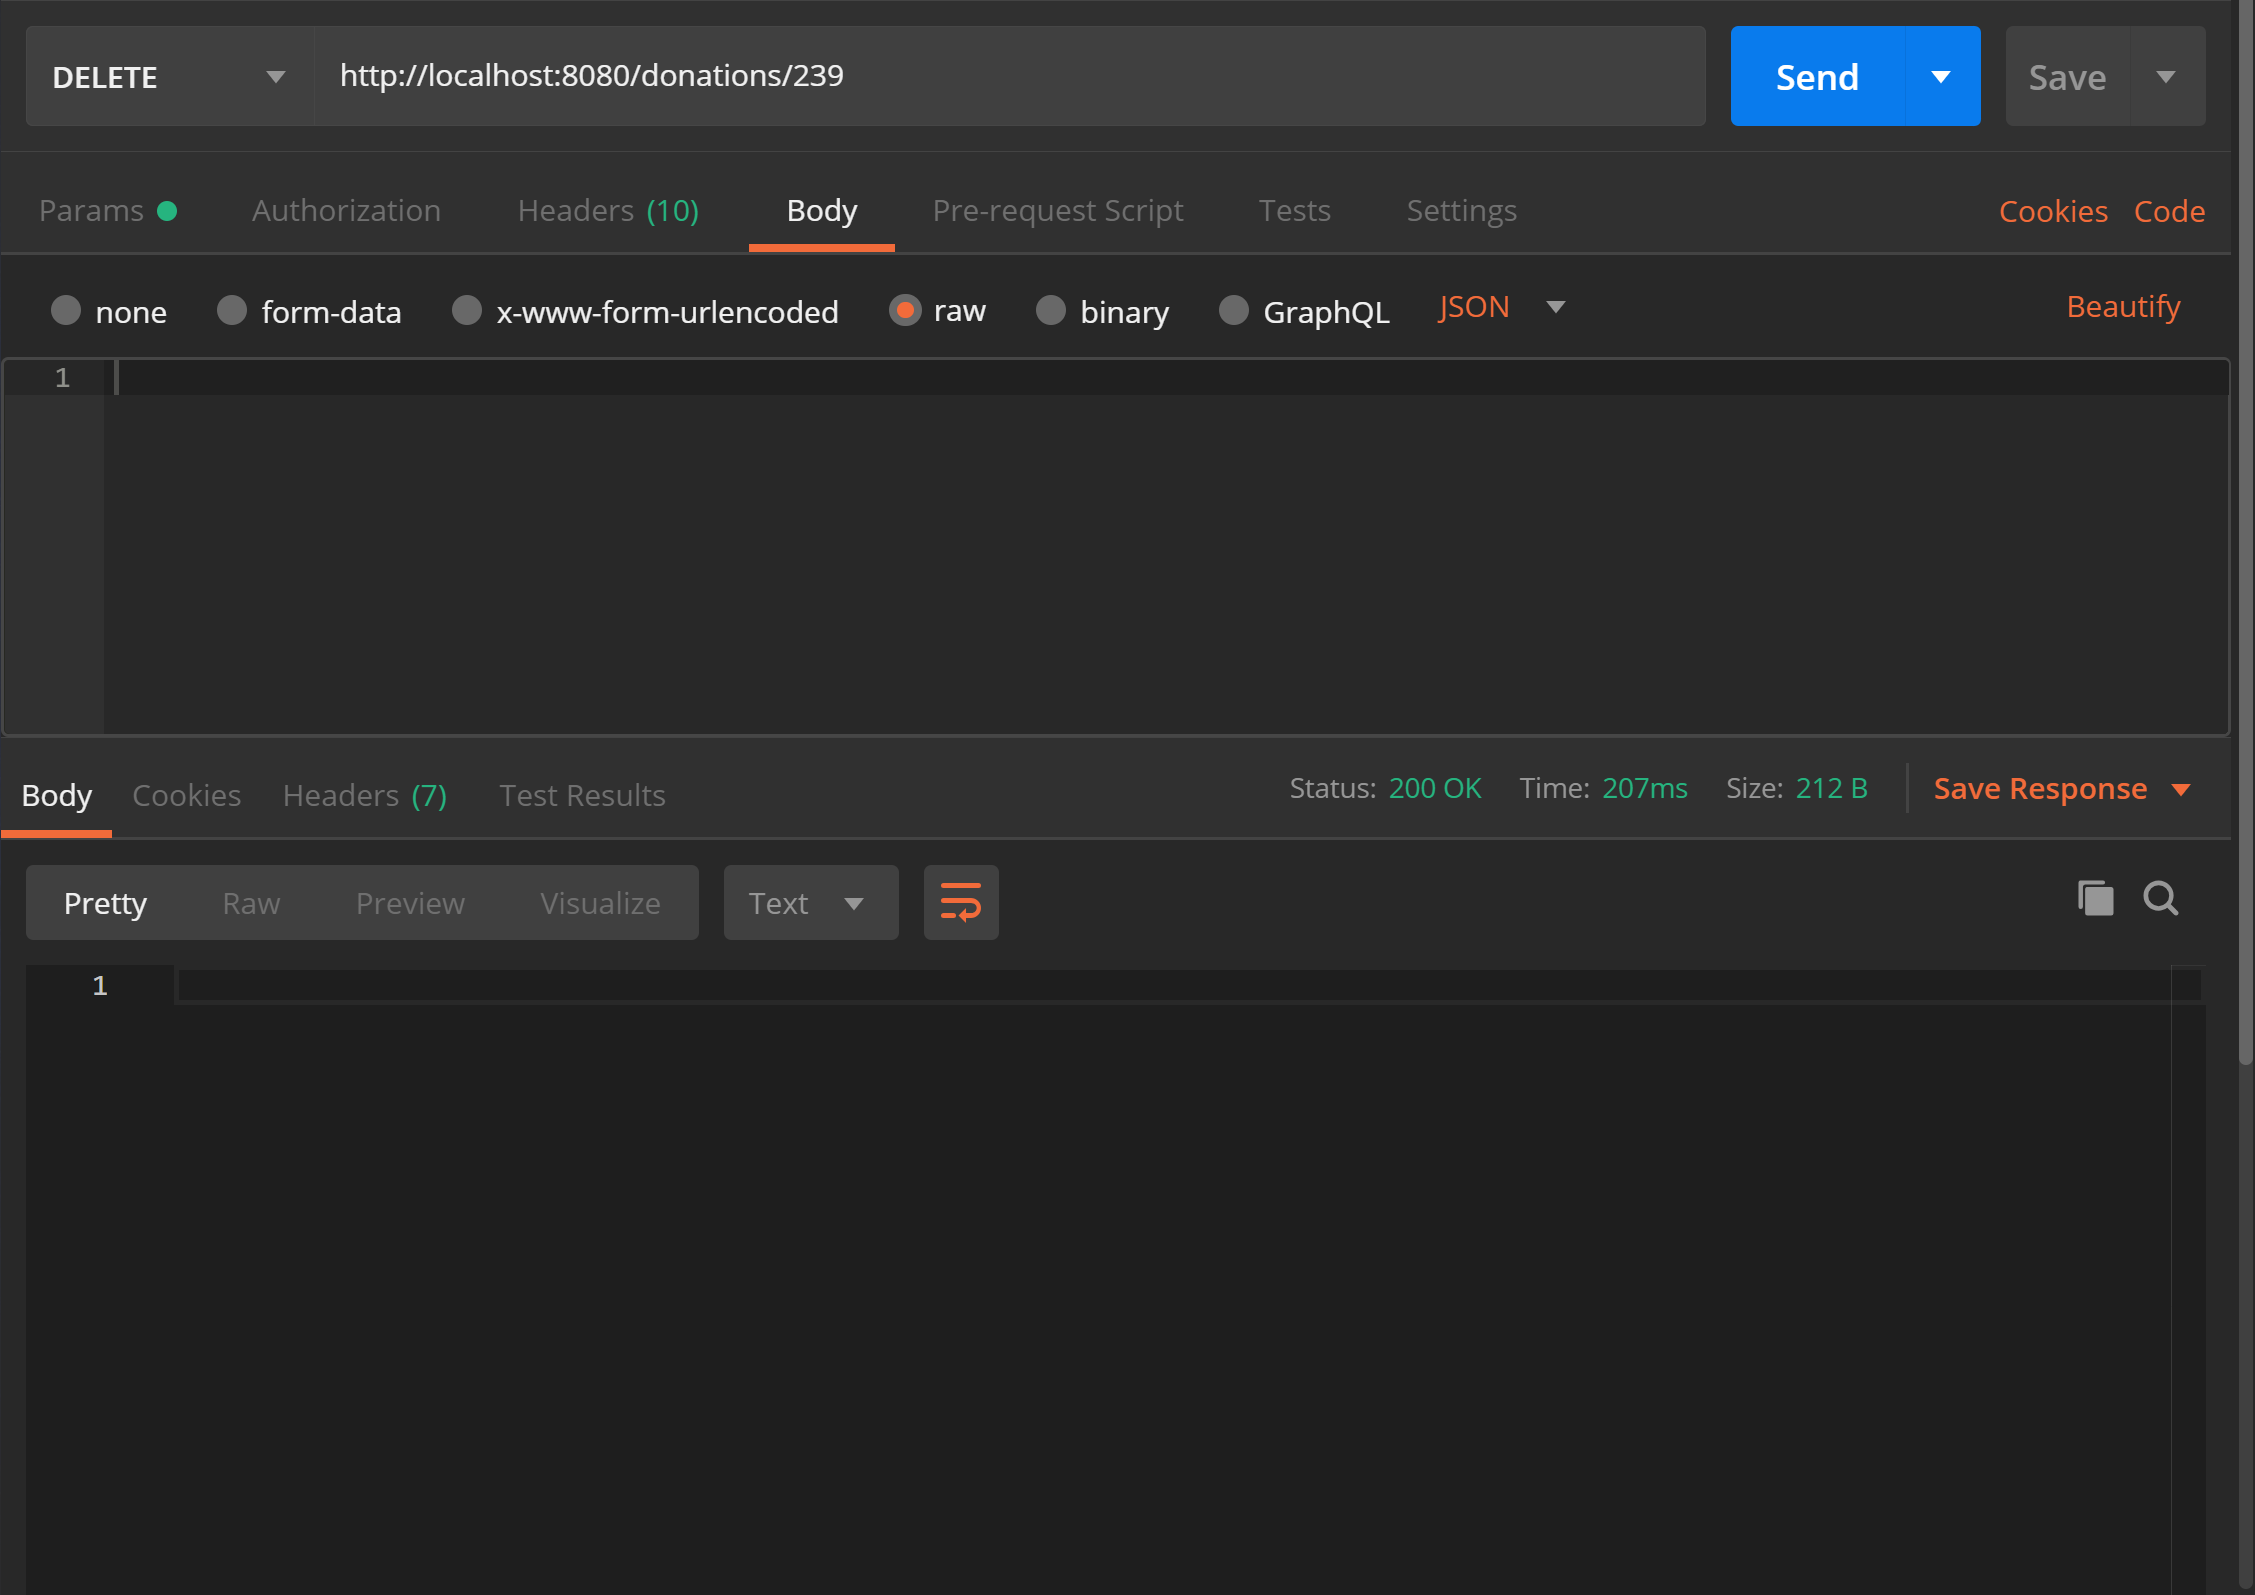 DELETE http://localhost:8080/donations/239 Send Save
Params Authorization Headers (10) Body Pre-request Script Tests Settings Cookies Code
none form-data x-www-form-urlencoded raw binary GraphQL JSON Beautify
1
Body Cookies Headers (7) Test Results Status: 200 OK Time: 207ms Size: 212 B Save Response
Pretty Raw Preview Visualize Text
1